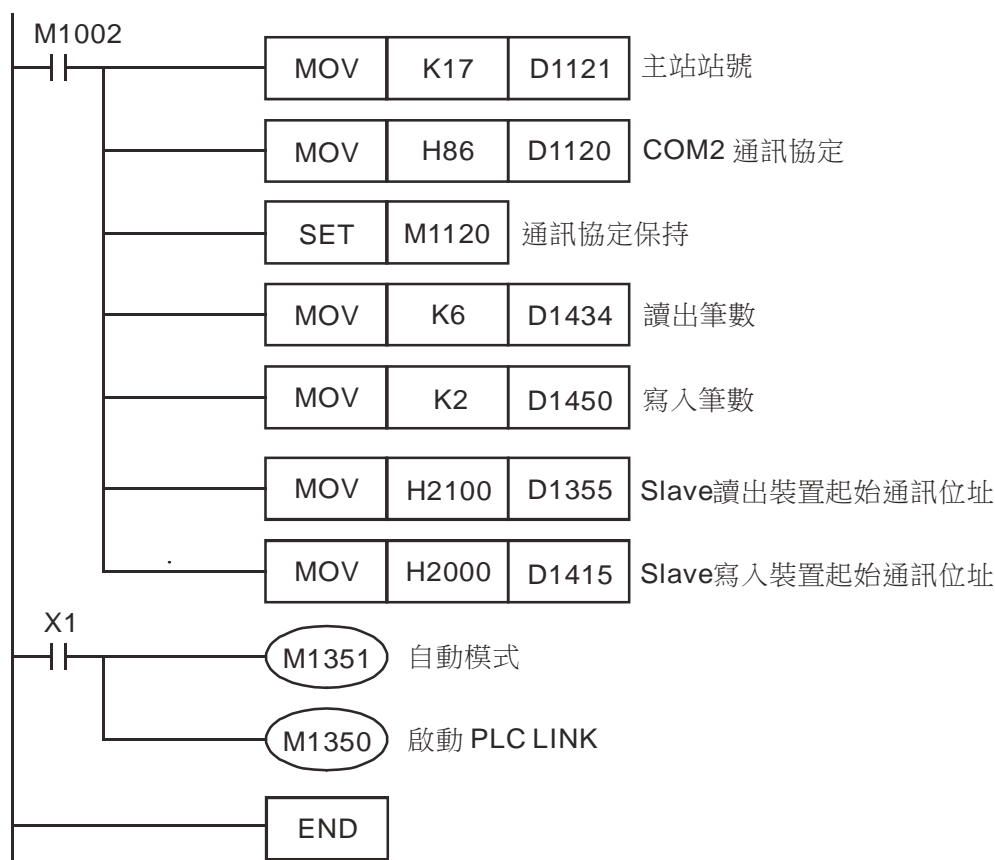 M1002
MOV K17 D1121 主站站號
MOV H86 D1120 COM2 通訊協定
SET M1120 通訊協定保持
MOV K6 D1434 讀出筆數
MOV K2 D1450 寫入筆數
MOV H2100 D1355 Slave讀出裝置起始通訊位址
MOV H2000 D1415 Slave寫入裝置起始通訊位址
X1
M1351 自動模式
M1350 啟動 PLC LINK
END